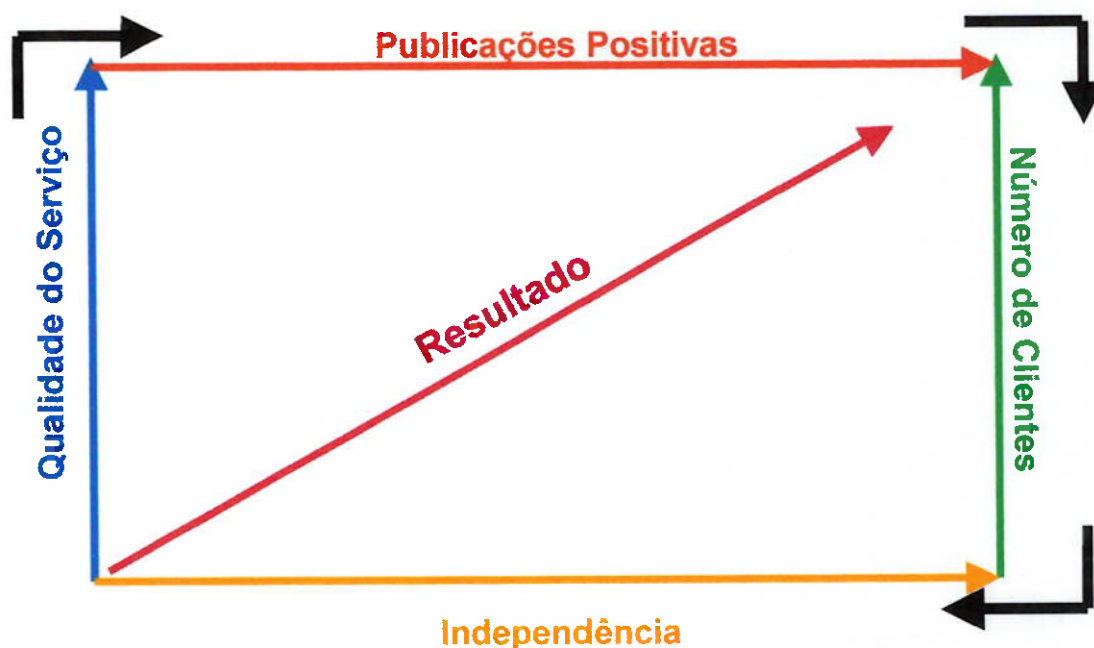 Publicações Positivas
Qualidade do Serviço
Resultado
Número de Clientes
Independência